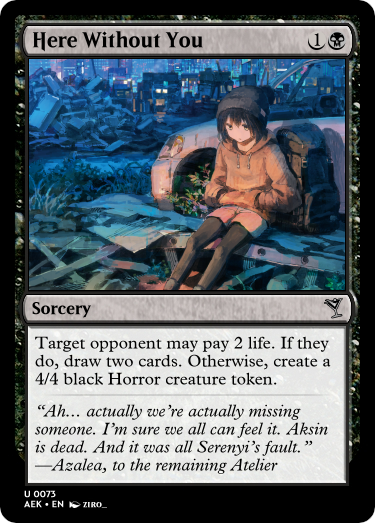 Here Without You 1
Sorcery
Target opponent may pay 2 life. If they
do, draw two cards. Otherwise, create a
4/4 black Horror creature token.
“Ah… actually we’re actually missing
someone. I’m sure we all can feel it. Aksin
is dead. And it was all Serenyi’s fault.”
—Azalea, to the remaining Atelier
U 0073
AEK • EN ZIRO_